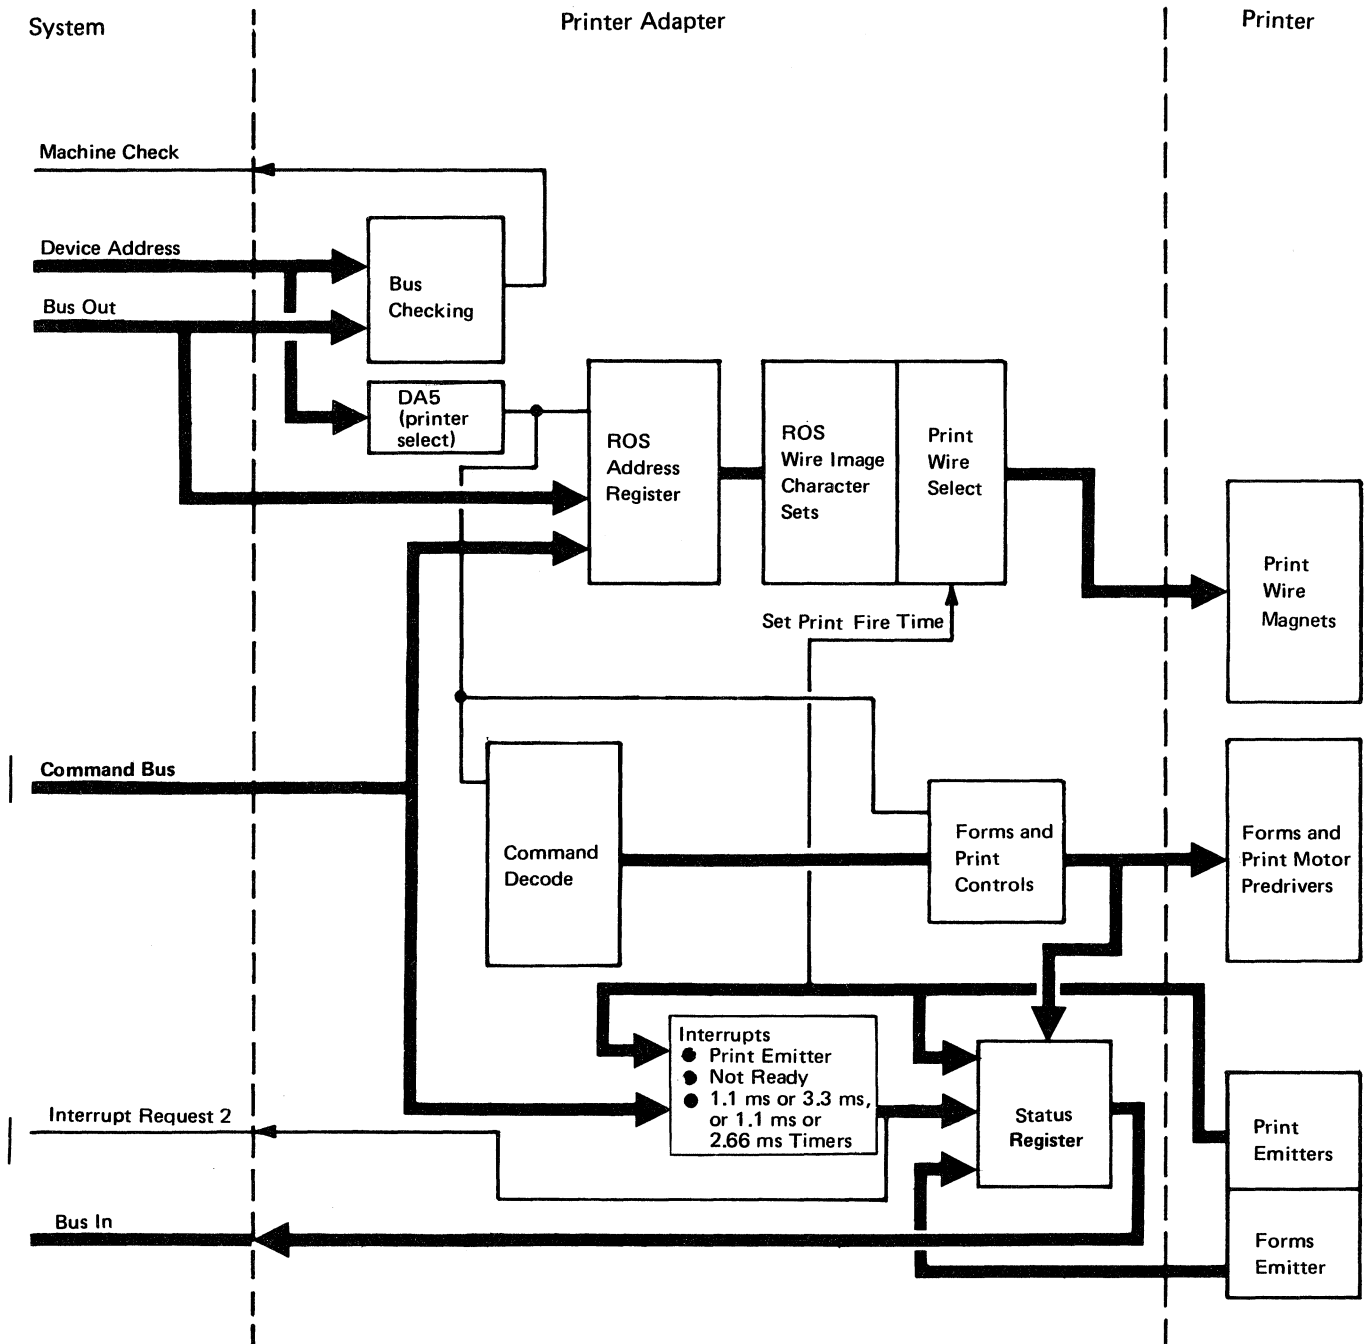 System
Printer Adapter
Printer
Machine Check
Device Address
Bus Out
Bus
Checking
DA5
(printer
select)
ROS
Address
Register
ROS
Wire Image
Character
Sets
Print
Wire
Select
Print
Wire
Magnets
Set Print Fire Time
Command Bus
Command
Decode
Forms and
Print
Controls
Forms and
Print Motor
Predrivers
Interrupts
● Print Emitter
● Not Ready
● 1.1 ms or 3.3 ms,
or 1.1 ms or
2.66 ms Timers
Interrupt Request 2
Status
Register
Print
Emitters
Bus In
Forms
Emitter